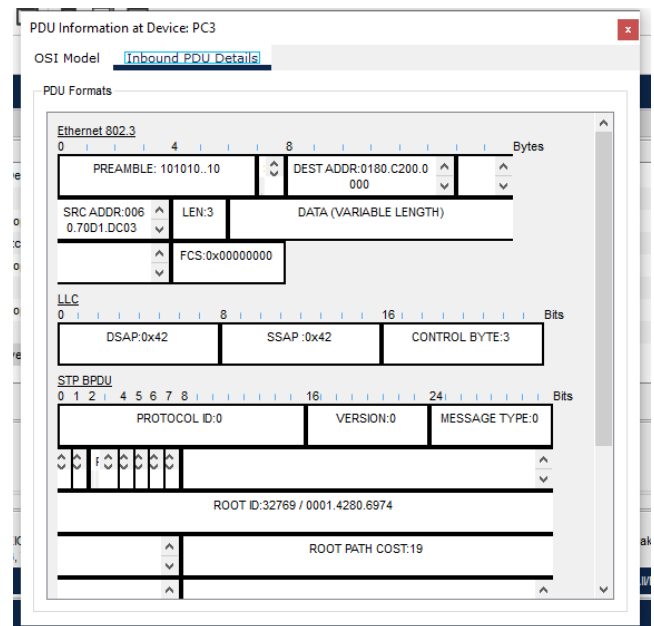 PDU Information at Device: PC3
x
OSI Model Inbound PDU Details
PDU Formats
Ethernet 802.3
0 4 8 Bytes
PREAMBLE: 101010..10
DEST ADDR:0180.C200.0
000
SRC ADDR:006
0.70D1.DC03
LEN:3
DATA (VARIABLE LENGTH)
FCS:0x00000000
LLC
0 8 16 Bits
DSAP:0x42
SSAP :0x42
CONTROL BYTE:3
STP BPDU
0 1 2 4 5 6 7 8 16 24 Bits
PROTOCOL ID:0
VERSION:0
MESSAGE TYPE:0
ROOT ID:32769 / 0001.4280.6974
ROOT PATH COST:19